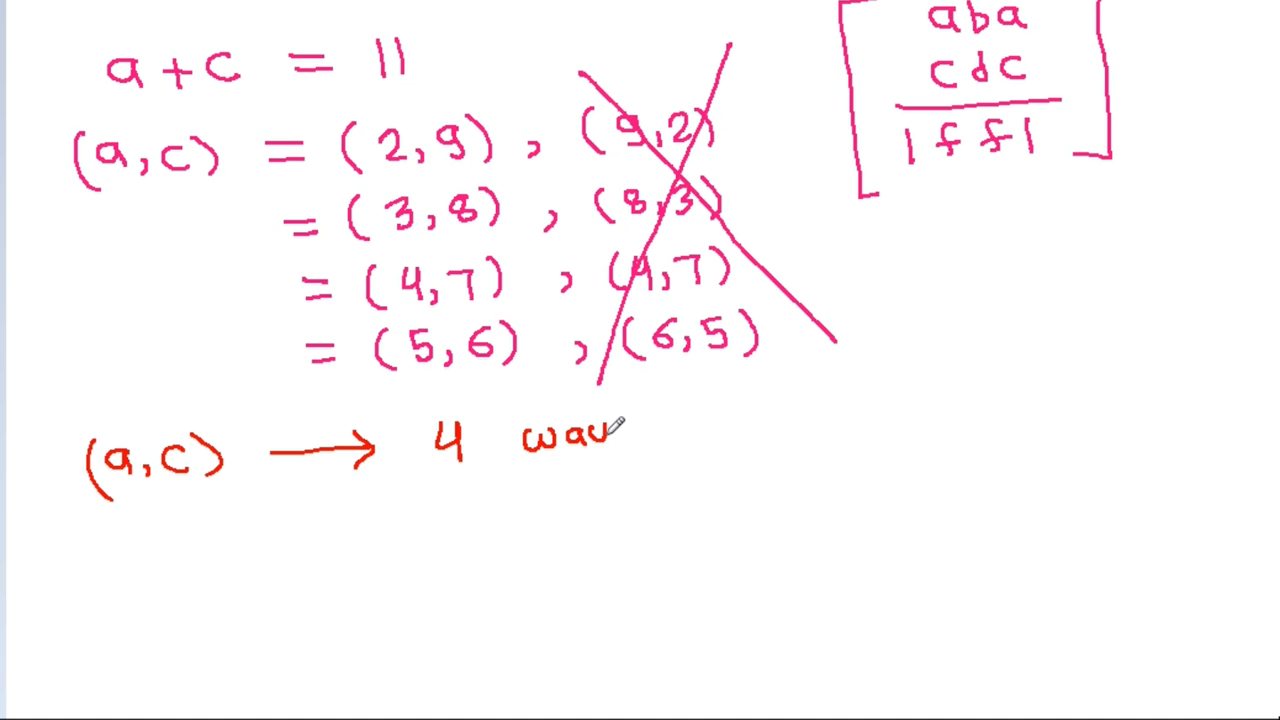 a + c = 11
(a, c) = (2, 9) , (9, 2)
= (3, 8) , (8, 3)
= (4, 7) , (4, 7)
= (5, 6) , (6, 5)
(a, c) → 4 way
aba
cdc
1ff1